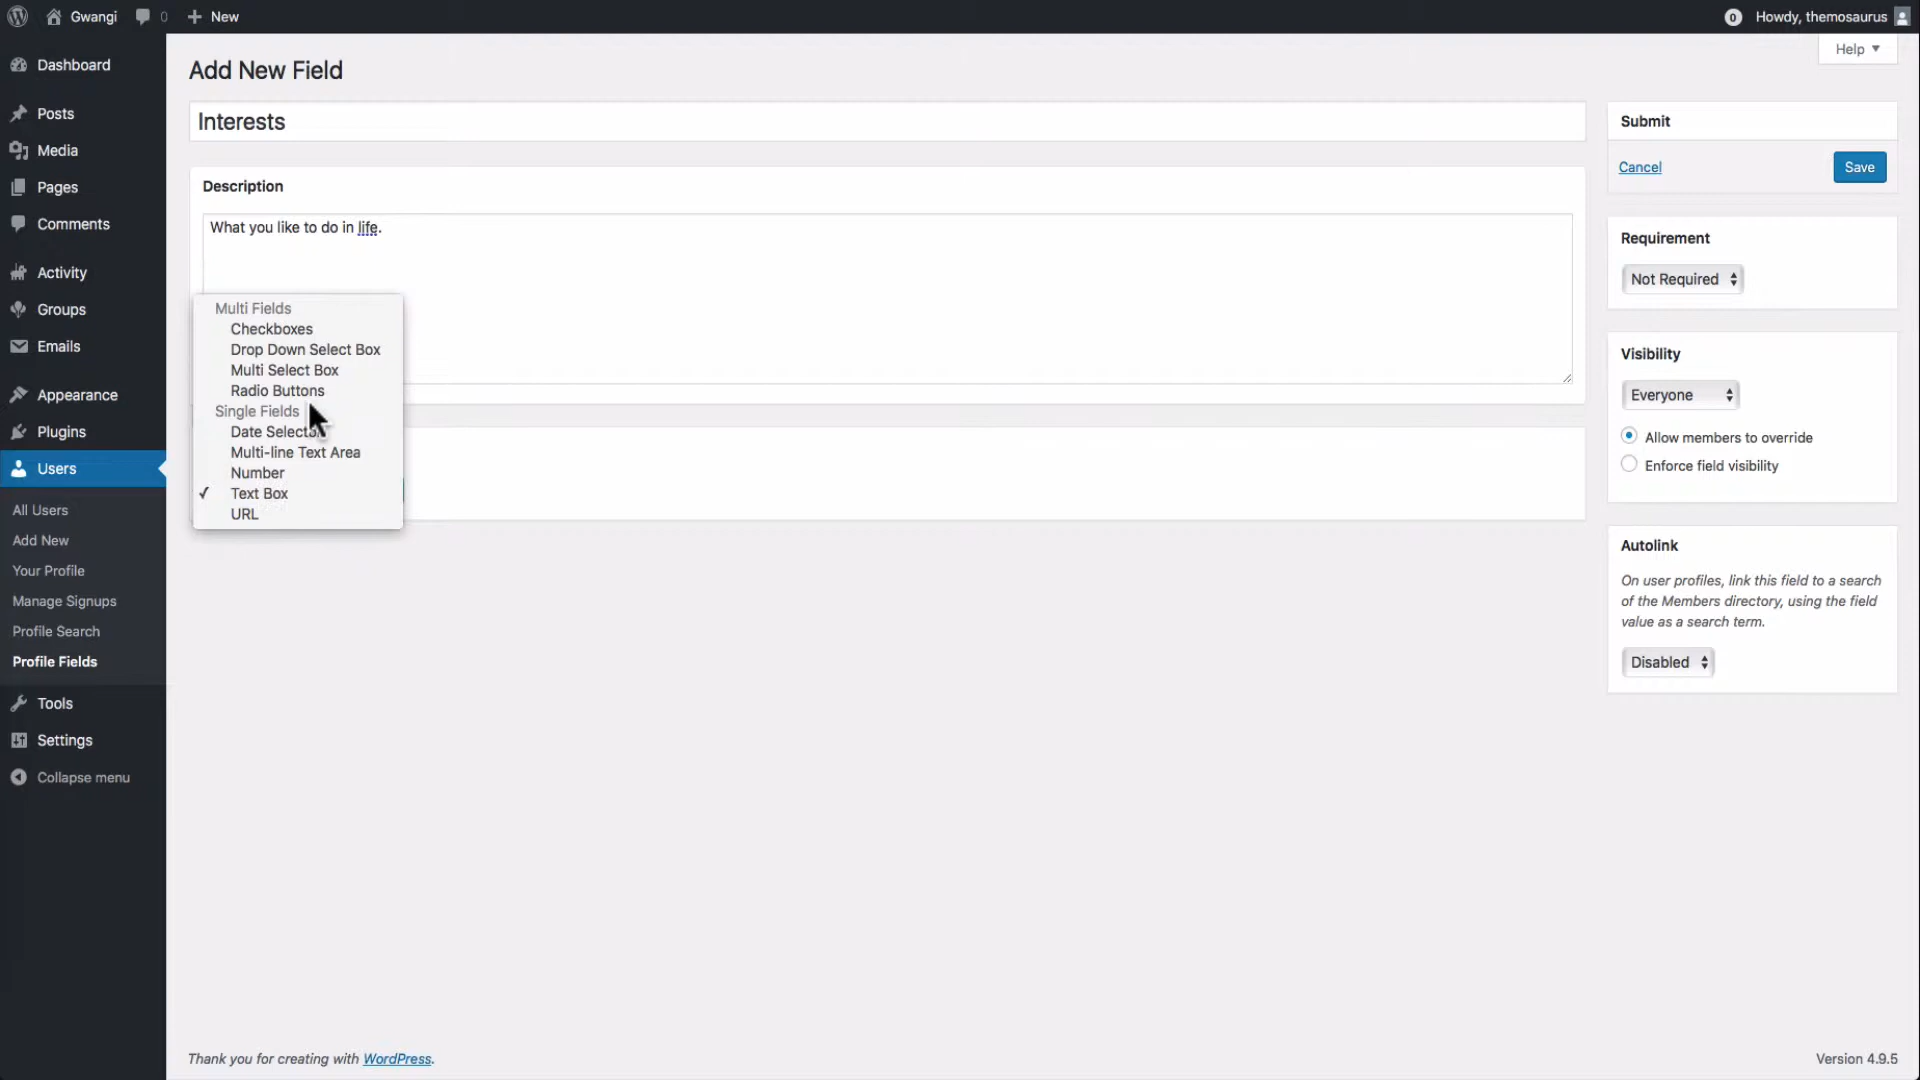 Gwangi
0
New
0
Howdy, themosaurus
Help
Dashboard
Posts
Media
Pages
Comments
Activity
Groups
Emails
Appearance
Plugins
Users
All Users
Add New
Your Profile
Manage Signups
Profile Search
Profile Fields
Tools
Settings
Collapse menu
Add New Field
Interests
Description
What you like to do in life.
Multi Fields
Checkboxes
Drop Down Select Box
Multi Select Box
Radio Buttons
Single Fields
Multi-line Text Area
Number
✓ Text Box
URL
Submit
Cancel
Save
Requirement
Not Required
Visibility
Everyone
Allow members to override
Enforce field visibility
Autolink
On user profiles, link this field to a search
of the Members directory, using the field
value as a search term.
Disabled
Thank you for creating with WordPress.
Version 4.9.5